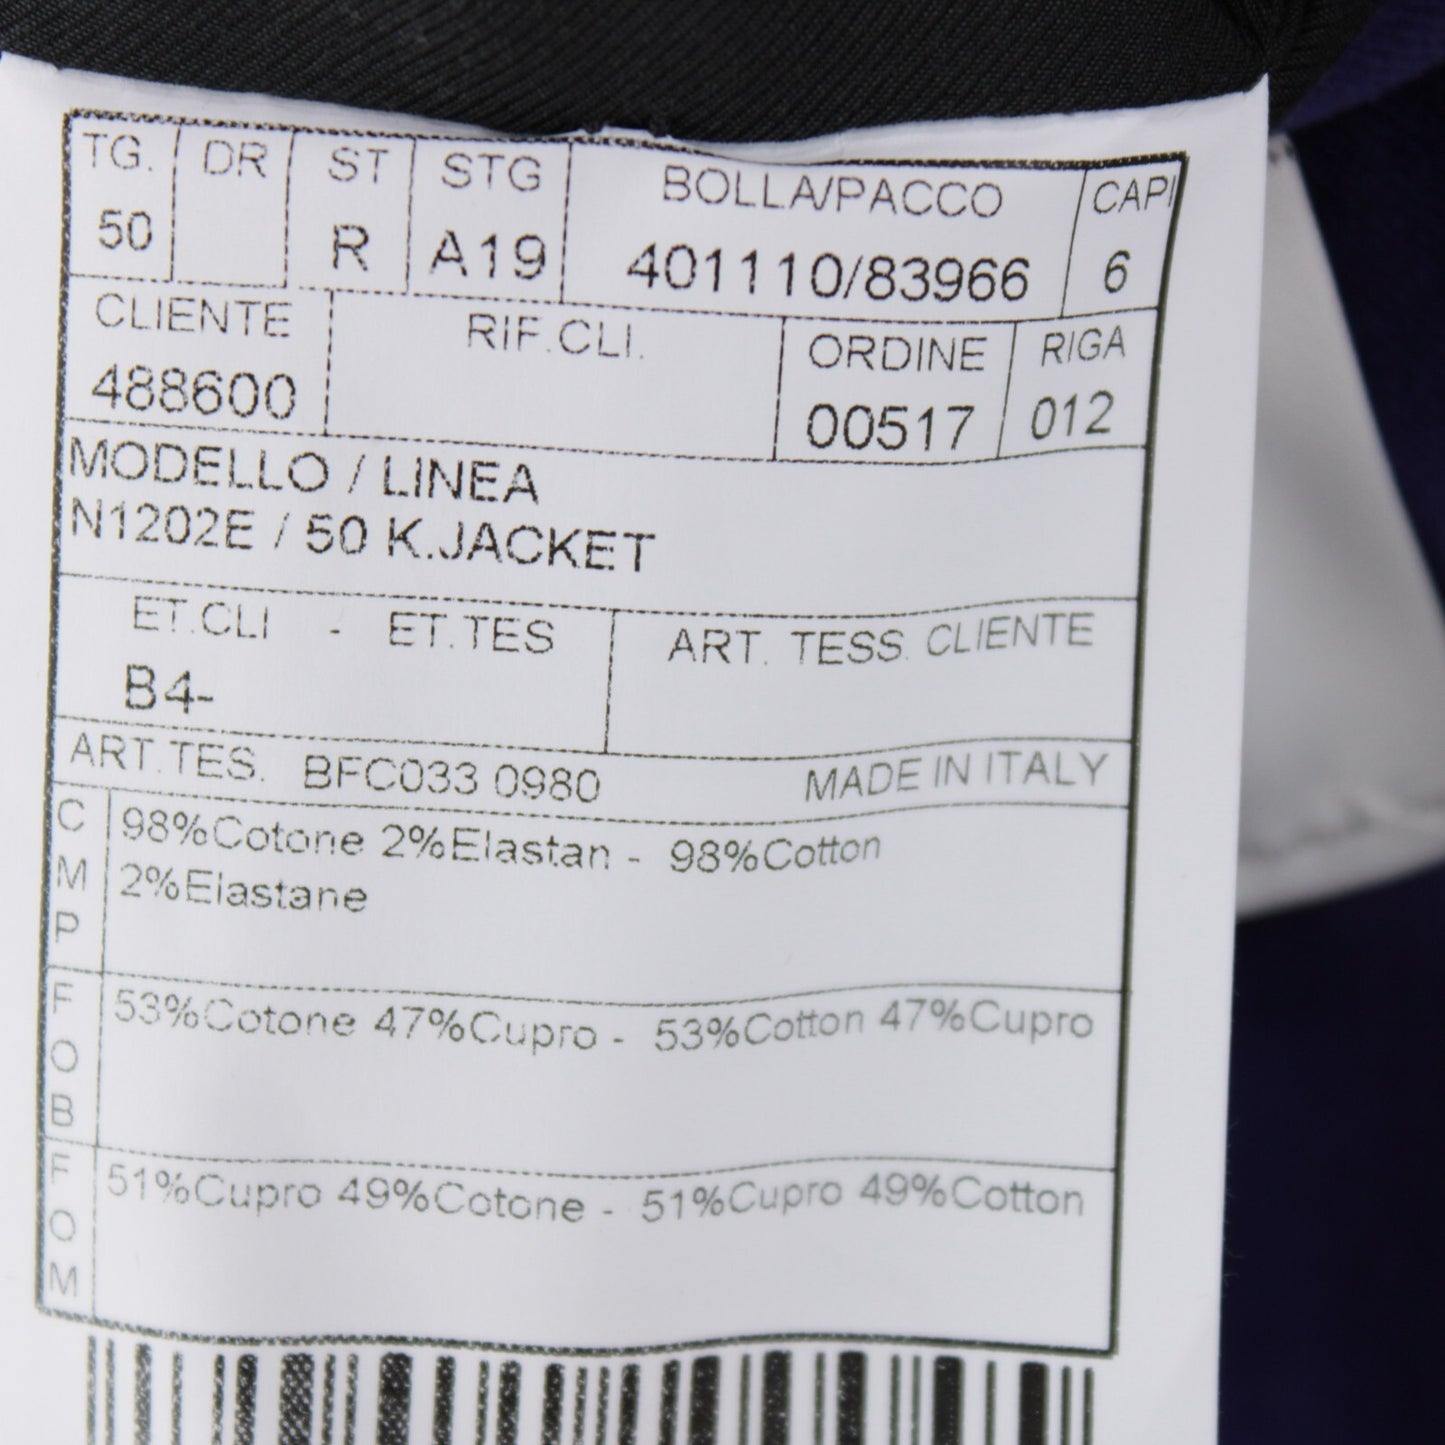 TG. DR ST STG BOLLA/PACCO CAPI
50 R A19 401110/83966 6
CLIENTE RIF.CLI. ORDINE RIGA
488600 00517 012
MODELLO / LINEA
N1202E / 50 K.JACKET
ET.CLI - ET.TES ART. TESS. CLIENTE
B4-
ART.TES. BFC033 0980 MADE IN ITALY
CMP 98%Cotone 2%Elastan - 98%Cotton
2%Elastane
FOB 53%Cotone 47%Cupro - 53%Cotton 47%Cupro
FOM 51%Cupro 49%Cotone - 51%Cupro 49%Cotton